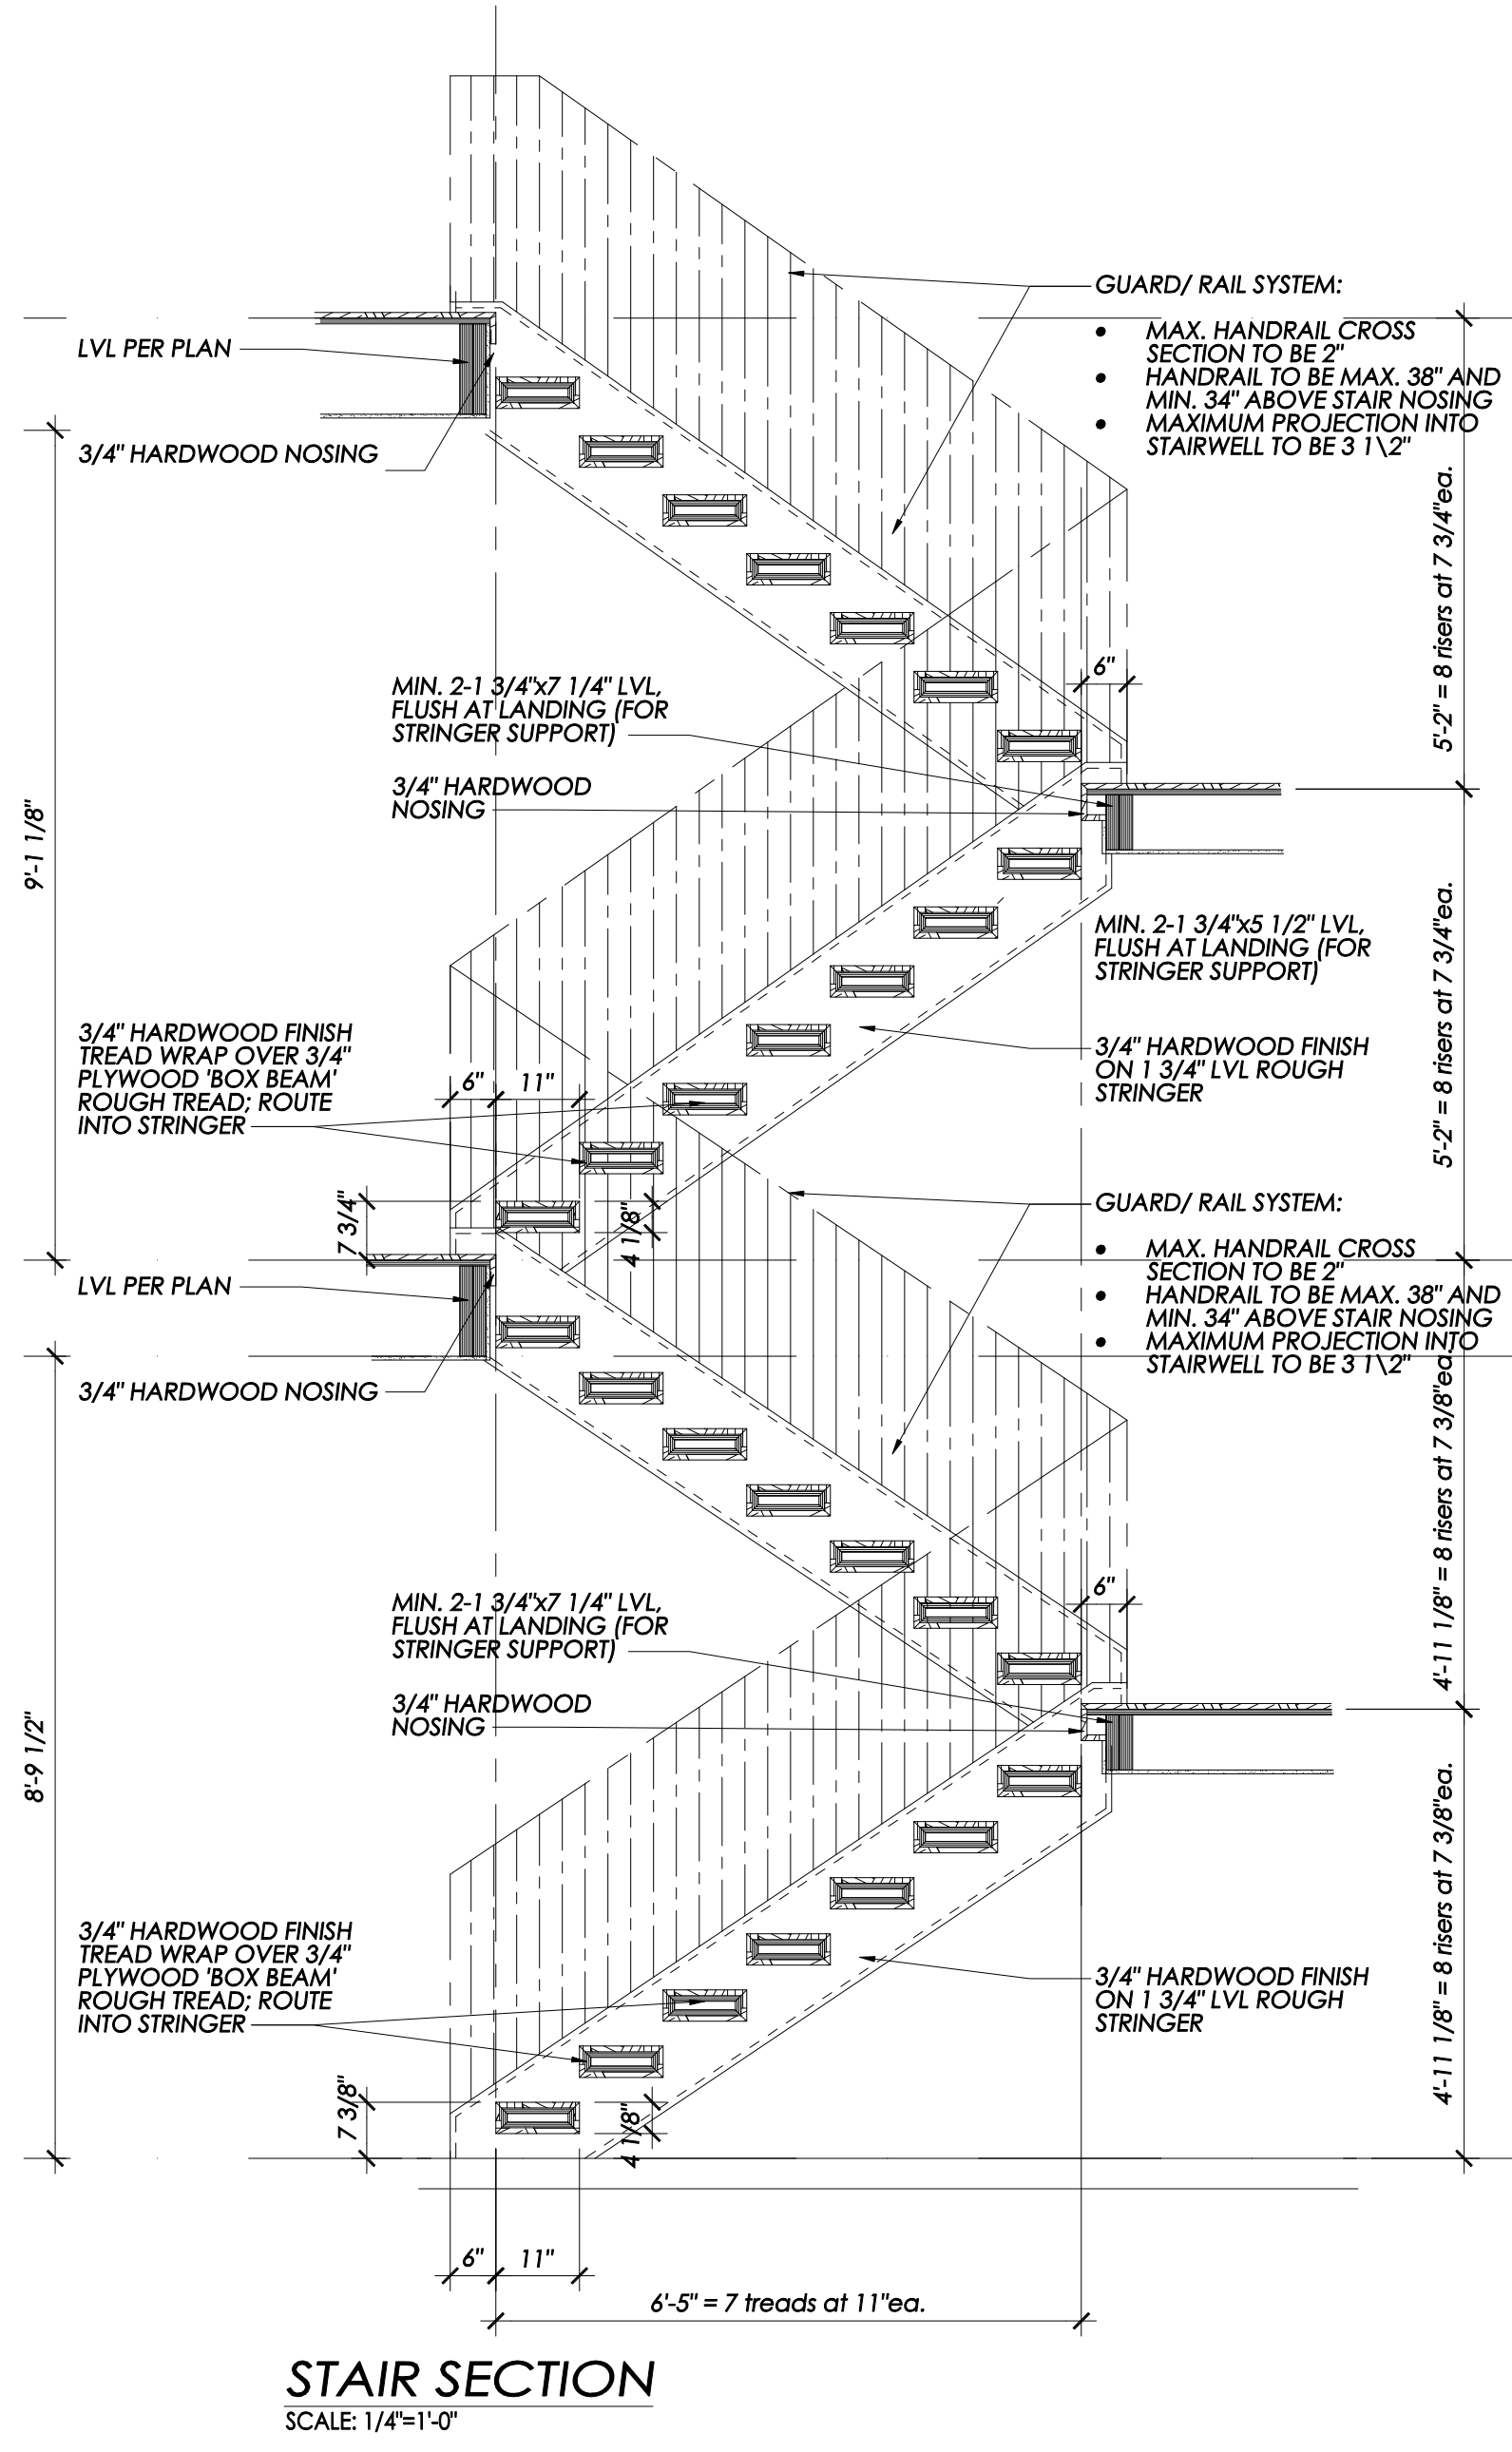 GUARD/ RAIL SYSTEM:
• MAX. HANDRAIL CROSS
SECTION TO BE 2"
• HANDRAIL TO BE MAX. 38" AND
MIN. 34" ABOVE STAIR NOSING
• MAXIMUM PROJECTION INTO
STAIRWELL TO BE 3 1\2"
LVL PER PLAN
3/4" HARDWOOD NOSING
5'-2" = 8 risers at 7 3/4"ea.
6"
MIN. 2-1 3/4"x7 1/4" LVL,
FLUSH AT LANDING (FOR
STRINGER SUPPORT)
3/4" HARDWOOD
NOSING
9'-1 1/8"
MIN. 2-1 3/4"x5 1/2" LVL,
FLUSH AT LANDING (FOR
STRINGER SUPPORT)
5'-2" = 8 risers at 7 3/4"ea.
3/4" HARDWOOD FINISH
TREAD WRAP OVER 3/4"
PLYWOOD 'BOX BEAM'
ROUGH TREAD; ROUTE
INTO STRINGER
3/4" HARDWOOD FINISH
ON 1 3/4" LVL ROUGH
STRINGER
6"
11"
7 3/4"
4 1/8"
GUARD/ RAIL SYSTEM:
• MAX. HANDRAIL CROSS
SECTION TO BE 2"
• HANDRAIL TO BE MAX. 38" AND
MIN. 34" ABOVE STAIR NOSING
• MAXIMUM PROJECTION INTO
STAIRWELL TO BE 3 1\2"
LVL PER PLAN
3/4" HARDWOOD NOSING
4'-11 1/8" = 8 risers at 7 3/8"ea.
6"
MIN. 2-1 3/4"x7 1/4" LVL,
FLUSH AT LANDING (FOR
STRINGER SUPPORT)
3/4" HARDWOOD
NOSING
8'-9 1/2"
4'-11 1/8" = 8 risers at 7 3/8"ea.
3/4" HARDWOOD FINISH
TREAD WRAP OVER 3/4"
PLYWOOD 'BOX BEAM'
ROUGH TREAD; ROUTE
INTO STRINGER
3/4" HARDWOOD FINISH
ON 1 3/4" LVL ROUGH
STRINGER
7 3/8"
4 1/8"
6"
11"
6'-5" = 7 treads at 11"ea.
STAIR SECTION
SCALE: 1/4"=1'-0"